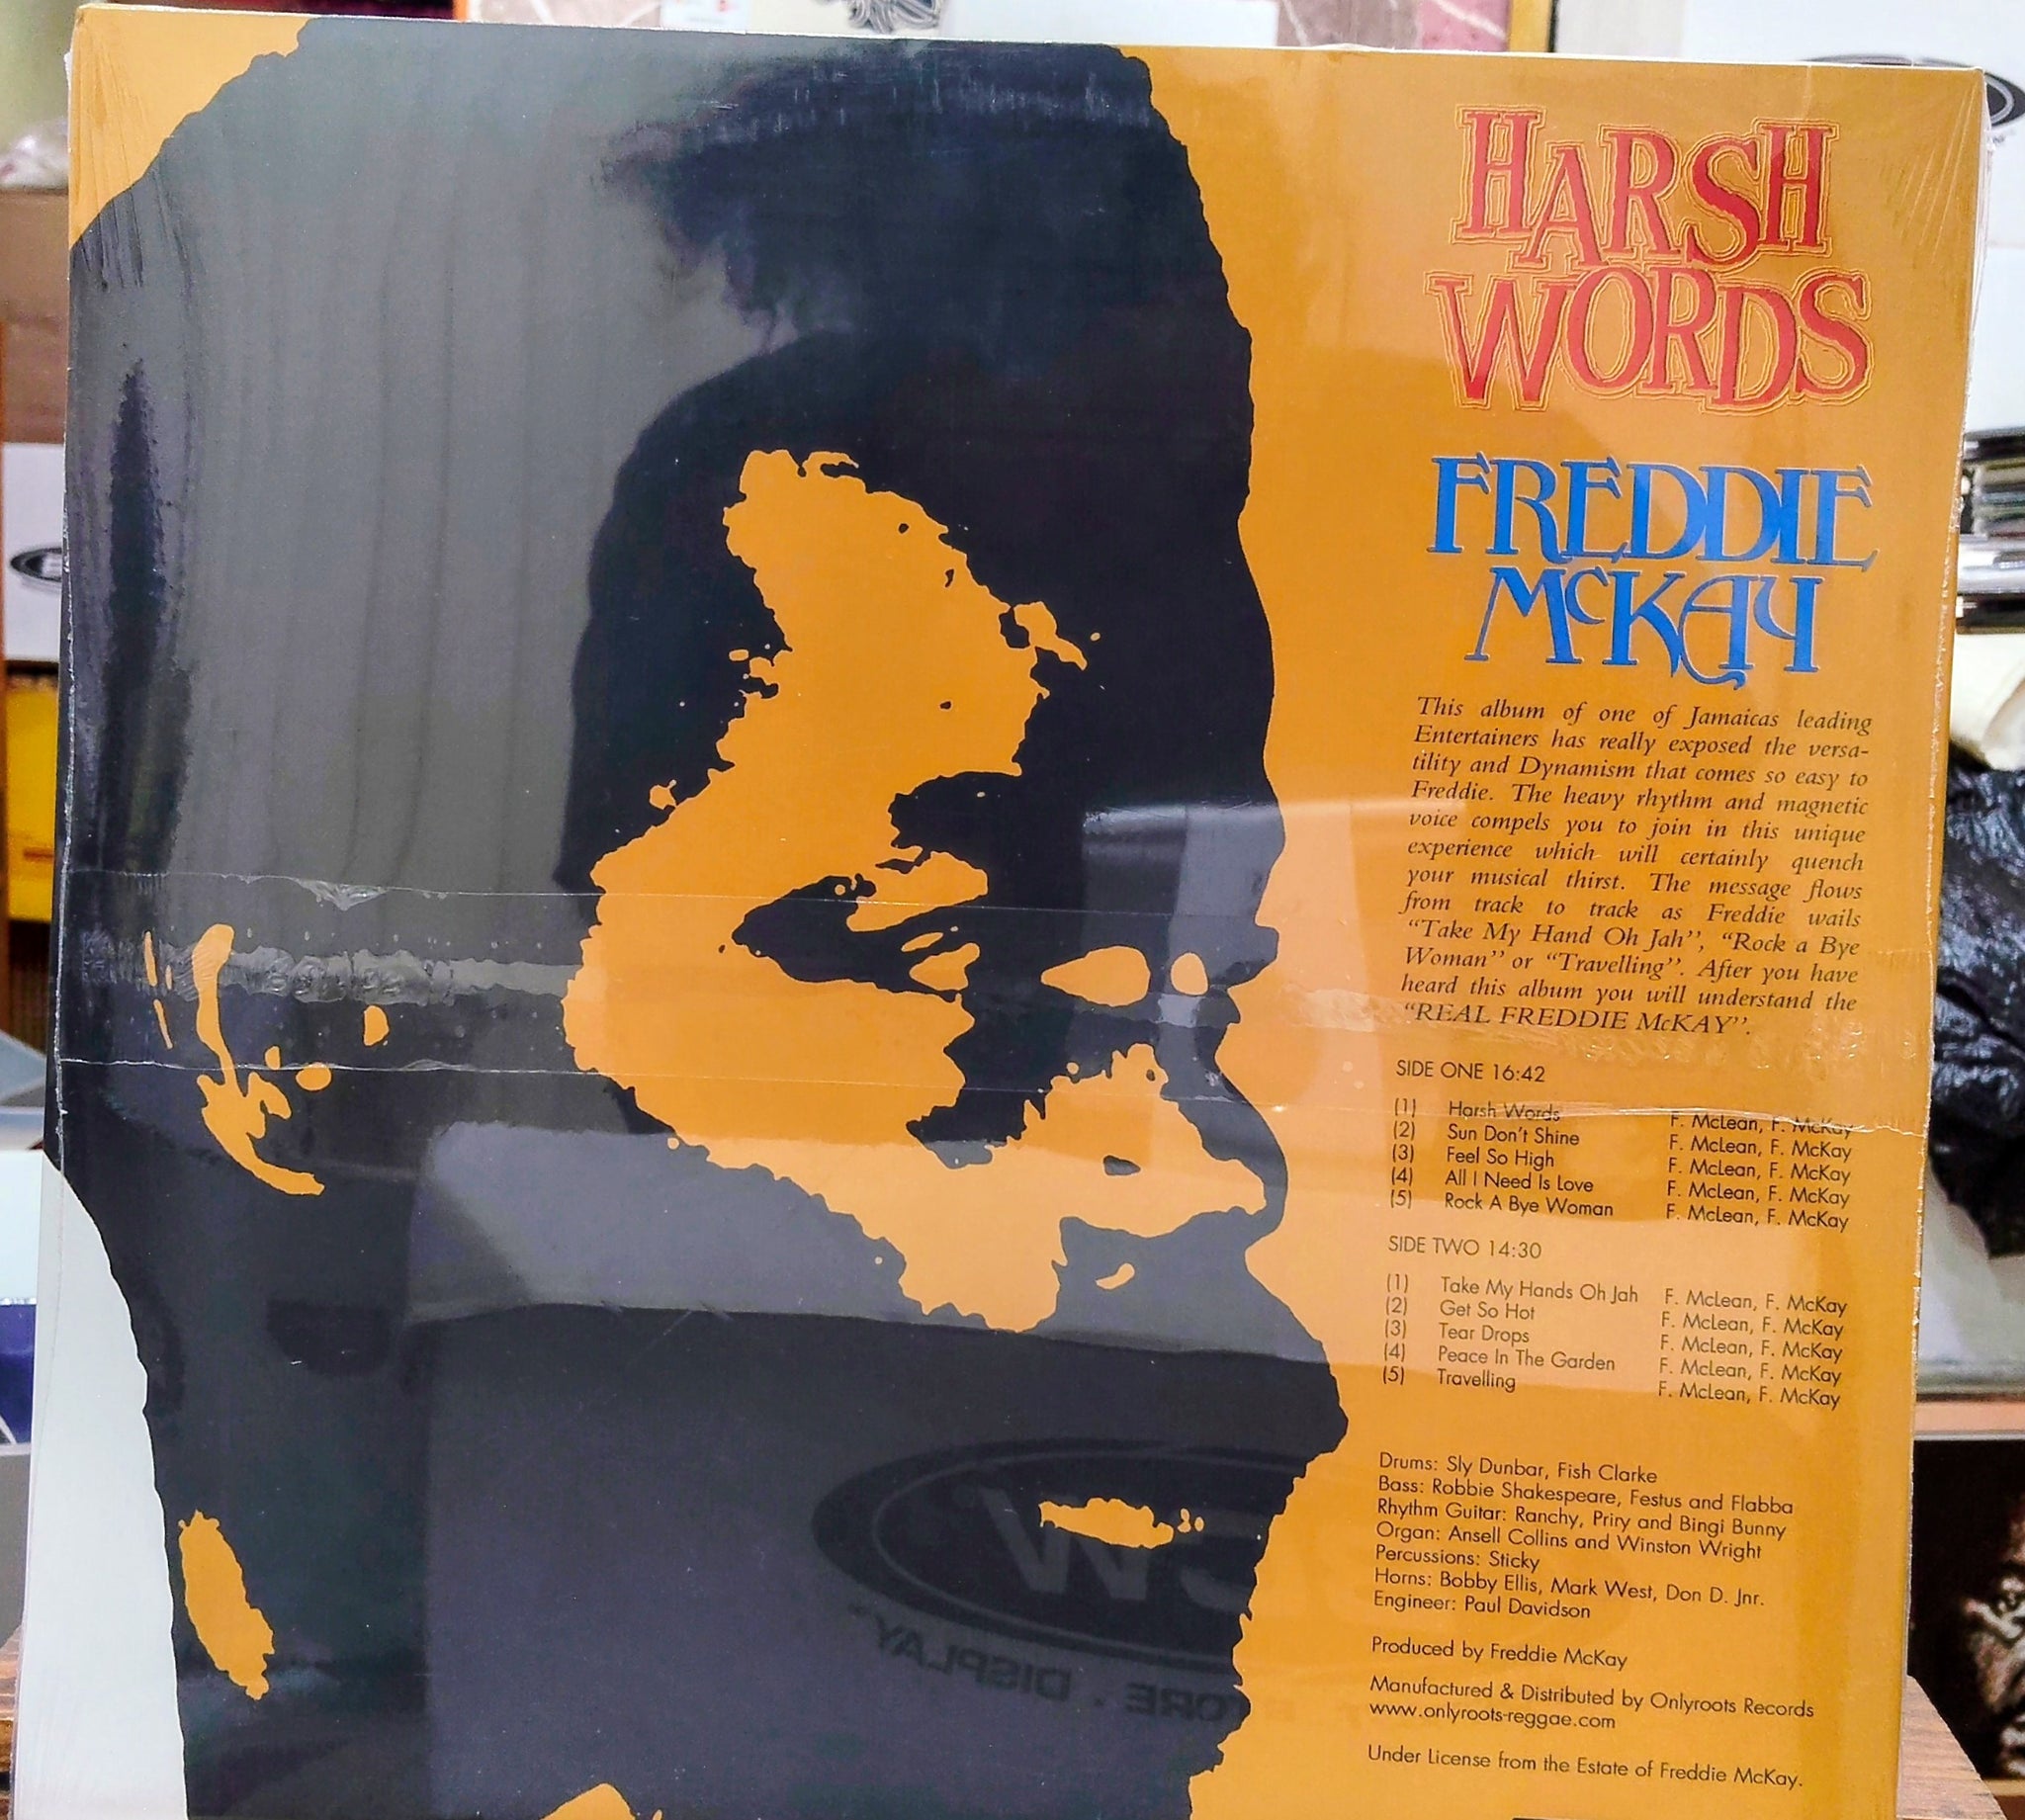 HARSH
WORDS
FREDDIE
McKAY
This album of one of Jamaicas leading
Entertainers has really exposed the versa-
tility and Dynamism that comes so easy to
Freddie. The heavy rhythm and magnetic
voice compels you to join in this unique
experience which will certainly quench
your musical thirst. The message flows
from track to track as Freddie wails
“Take My Hand Oh Jah”, “Rock a Bye
Woman” or “Travelling”. After you have
heard this album you will understand the
“REAL FREDDIE McKAY”.
SIDE ONE 16:42
(1) Harsh Words F. McLean, F. McKay
(2) Sun Don't Shine F. McLean, F. McKay
(3) Feel So High F. McLean, F. McKay
(4) All I Need Is Love F. McLean, F. McKay
(5) Rock A Bye Woman F. McLean, F. McKay
SIDE TWO 14:30
(1) Take My Hands Oh Jah F. McLean, F. McKay
(2) Get So Hot F. McLean, F. McKay
(3) Tear Drops F. McLean, F. McKay
(4) Peace In The Garden F. McLean, F. McKay
(5) Travelling F. McLean, F. McKay
Drums: Sly Dunbar, Fish Clarke
Bass: Robbie Shakespeare, Festus and Flabba
Rhythm Guitar: Ranchy, Priry and Bingi Bunny
Organ: Ansell Collins and Winston Wright
Percussions: Sticky
Horns: Bobby Ellis, Mark West, Don D. Jnr.
Engineer: Paul Davidson
Produced by Freddie McKay
Manufactured & Distributed by Onlyroots Records
www.onlyroots-reggae.com
Under License from the Estate of Freddie McKay.
DISPLAY